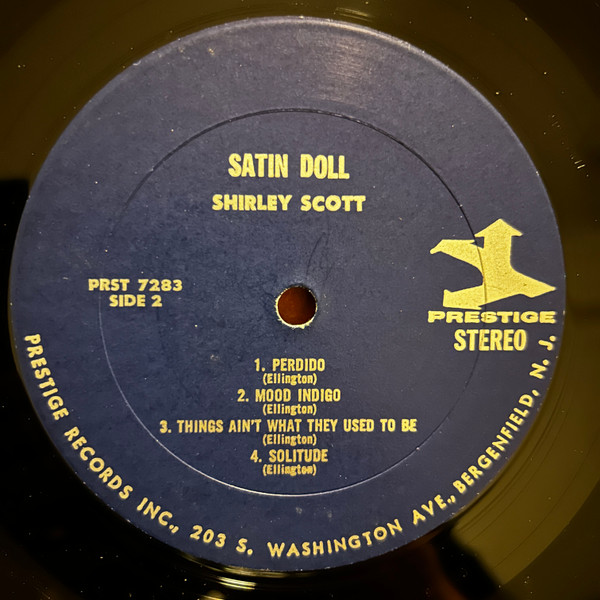 SATIN DOLL
SHIRLEY SCOTT
PRST 7283
SIDE 2
PRESTIGE
STEREO
1. PERDIDO
(Ellington)
2. MOOD INDIGO
(Ellington)
3. THINGS AIN'T WHAT THEY USED TO BE
(Ellington)
4. SOLITUDE
(Ellington)
PRESTIGE RECORDS INC., 203 S. WASHINGTON AVE., BERGENFIELD, N. J.